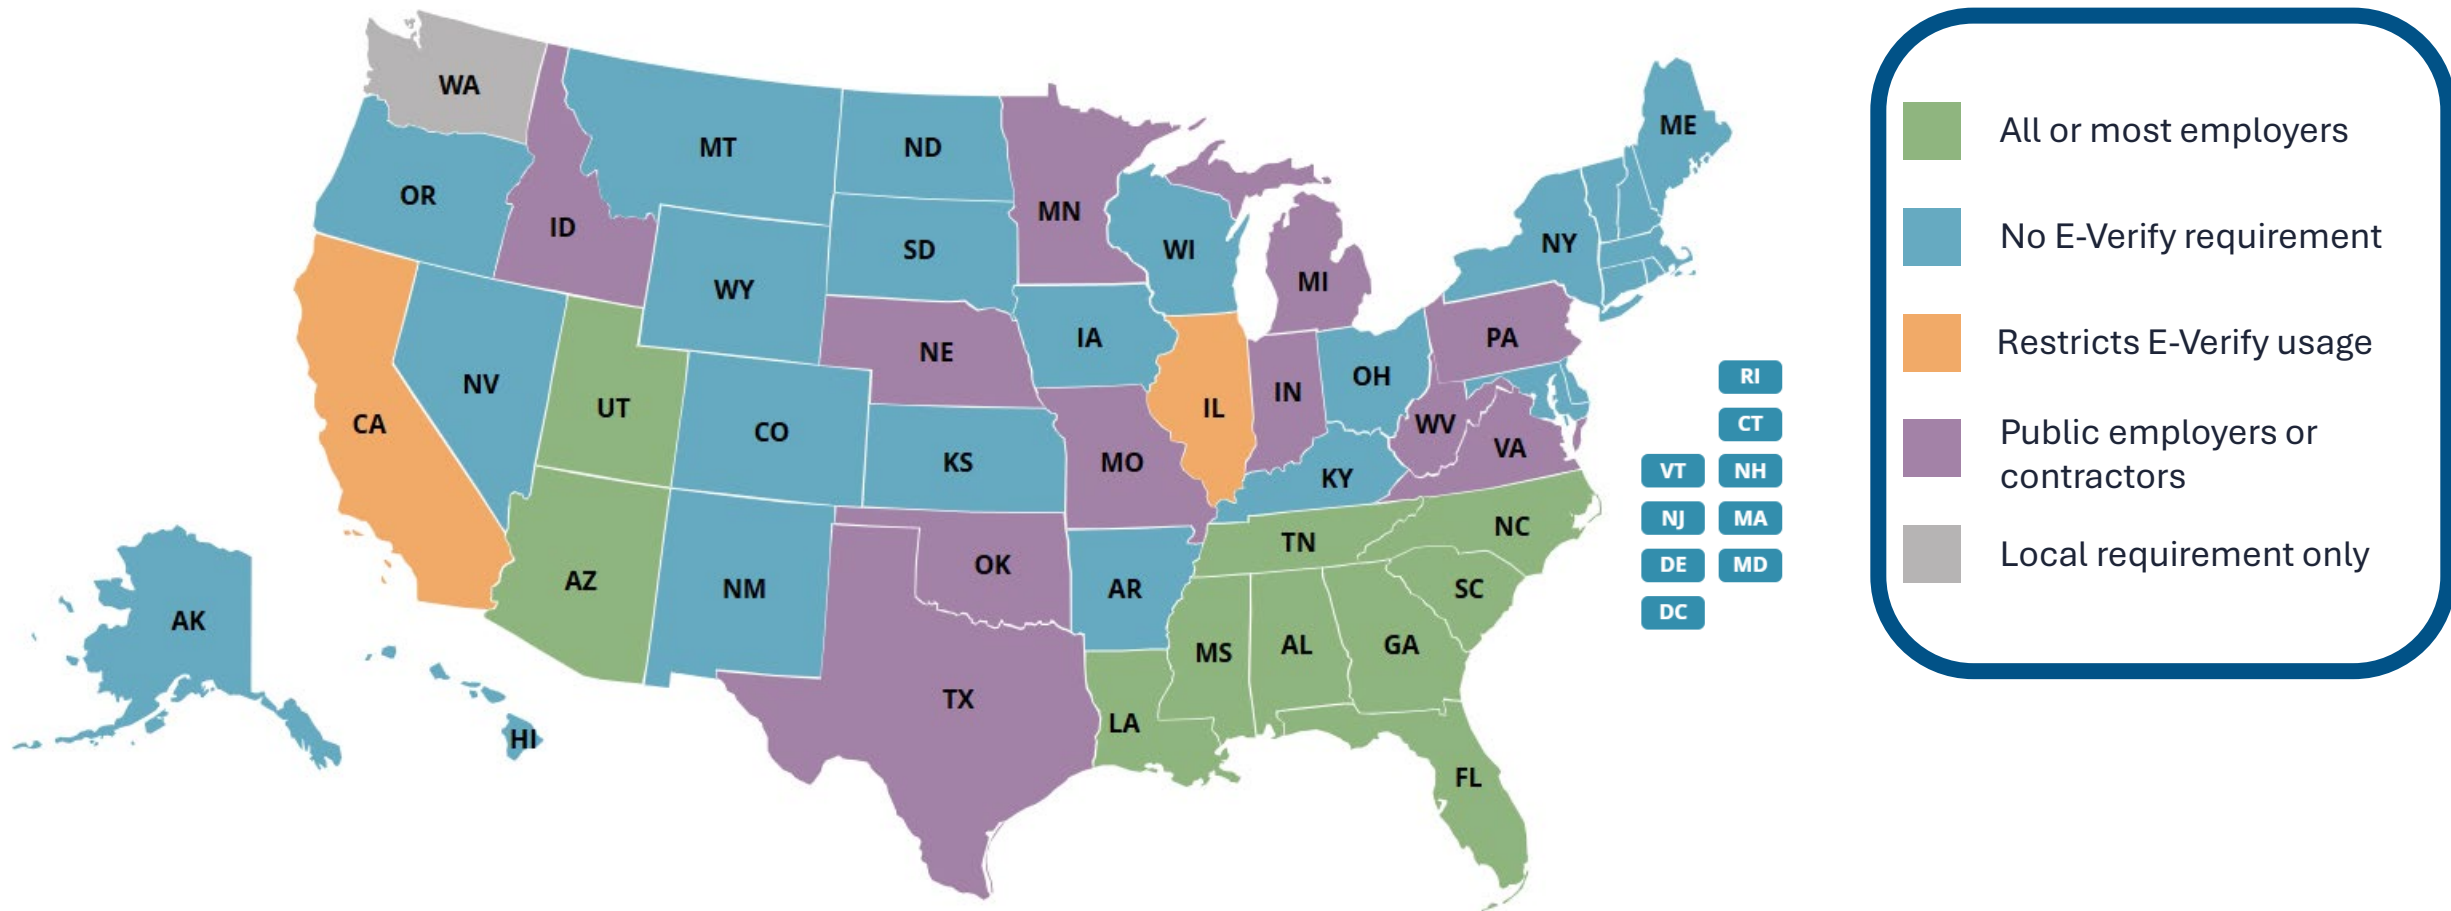 WA
MT
ND
ME
OR
ID
MN
SD
WI
NY
WY
MI
IA
PA
NE
NV
OH
RI
UT
IN
CA
IL
CT
CO
WV
KS
MO
VA
KY
VT
NH
NC
NJ
MA
TN
OK
DE
MD
AZ
NM
AR
SC
DC
AK
MS
AL
GA
TX
LA
HI
FL
All or most employers
No E-Verify requirement
Restricts E-Verify usage
Public employers or
contractors
Local requirement only